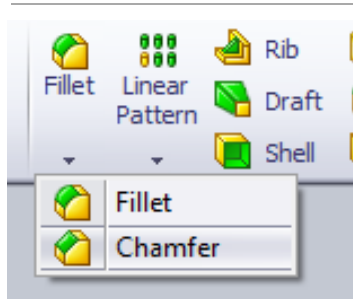 Fillet
Linear
Pattern
Rib
Draft
Shell
Fillet
Chamfer